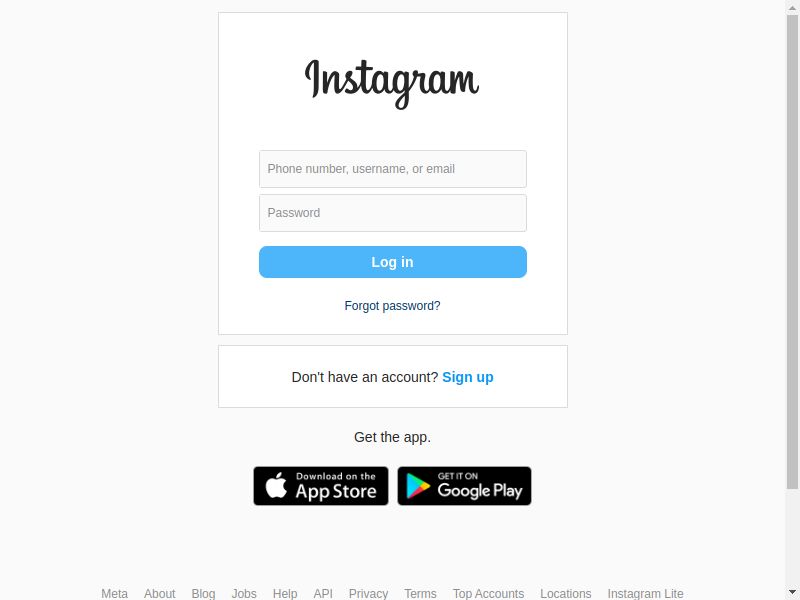 Instagram
Phone number, username, or email
Password
Log in
Forgot password?
Don't have an account? Sign up
Get the app.
Download on the App Store
GET IT ON Google Play
Meta About Blog Jobs Help API Privacy Terms Top Accounts Locations Instagram Lite